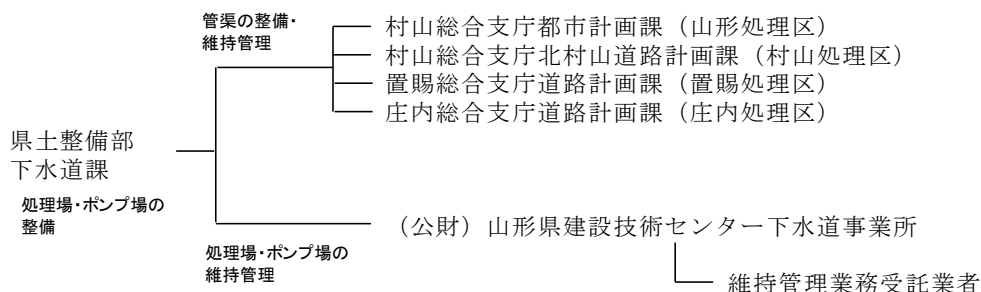 管渠の整備・
維持管理
村山総合支庁都市計画課（山形処理区）
村山総合支庁北村山道路計画課（村山処理区）
置賜総合支庁道路計画課（置賜処理区）
庄内総合支庁道路計画課（庄内処理区）
県土整備部
下水道課
処理場・ポンプ場の
整備
（公財）山形県建設技術センター下水道事業所
処理場・ポンプ場の
維持管理
維持管理業務受託業者